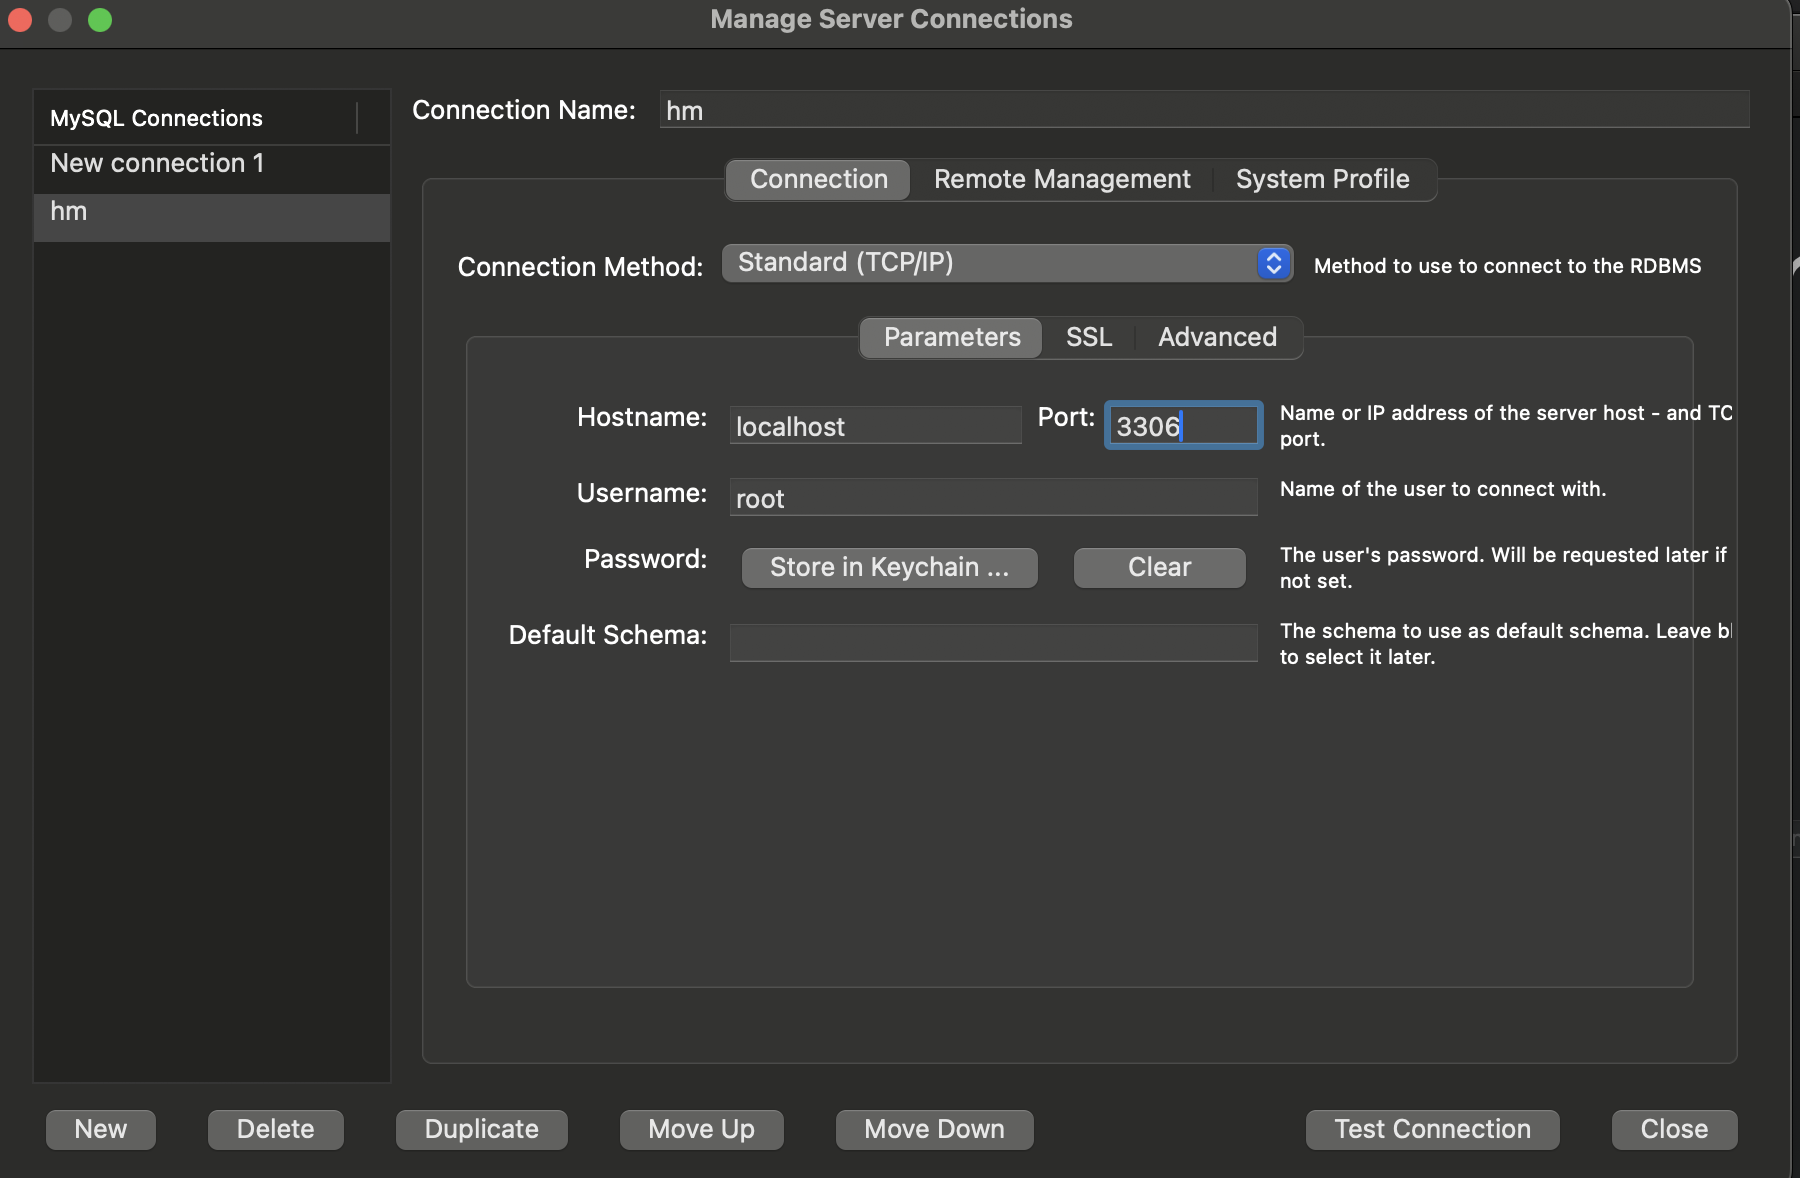 Manage Server Connections
MySQL Connections
New connection 1
hm
Connection Name: hm
Connection Remote Management System Profile
Connection Method: Standard (TCP/IP) Method to use to connect to the RDBMS
Parameters SSL Advanced
Hostname: localhost Port: 3306 Name or IP address of the server host - and TC
port.
Username: root Name of the user to connect with.
Password: Store in Keychain ... Clear The user's password. Will be requested later if
not set.
Default Schema: The schema to use as default schema. Leave bl
to select it later.
New Delete Duplicate Move Up Move Down Test Connection Close